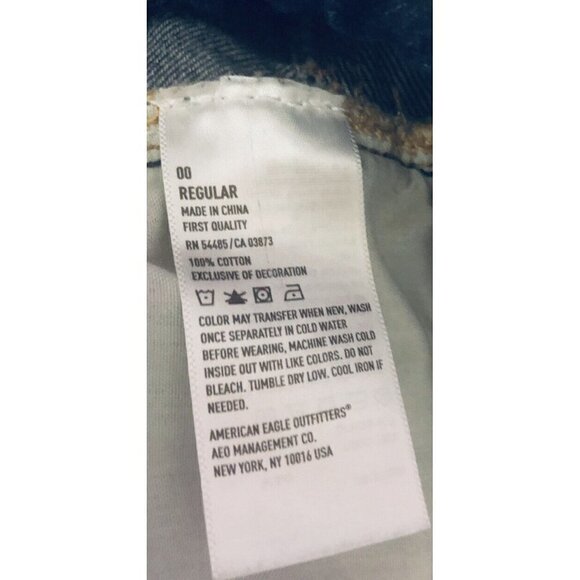 00
REGULAR
MADE IN CHINA
FIRST QUALITY
RN 54485/CA 03873
100% COTTON
EXCLUSIVE OF DECORATION
COLOR MAY TRANSFER WHEN NEW, WASH
ONCE SEPARATELY IN COLD WATER
BEFORE WEARING, MACHINE WASH COLD
INSIDE OUT WITH LIKE COLORS. DO NOT
BLEACH. TUMBLE DRY LOW. COOL IRON IF
NEEDED.
AMERICAN EAGLE OUTFITTERS®
AEO MANAGEMENT CO.
NEW YORK, NY 10016 USA